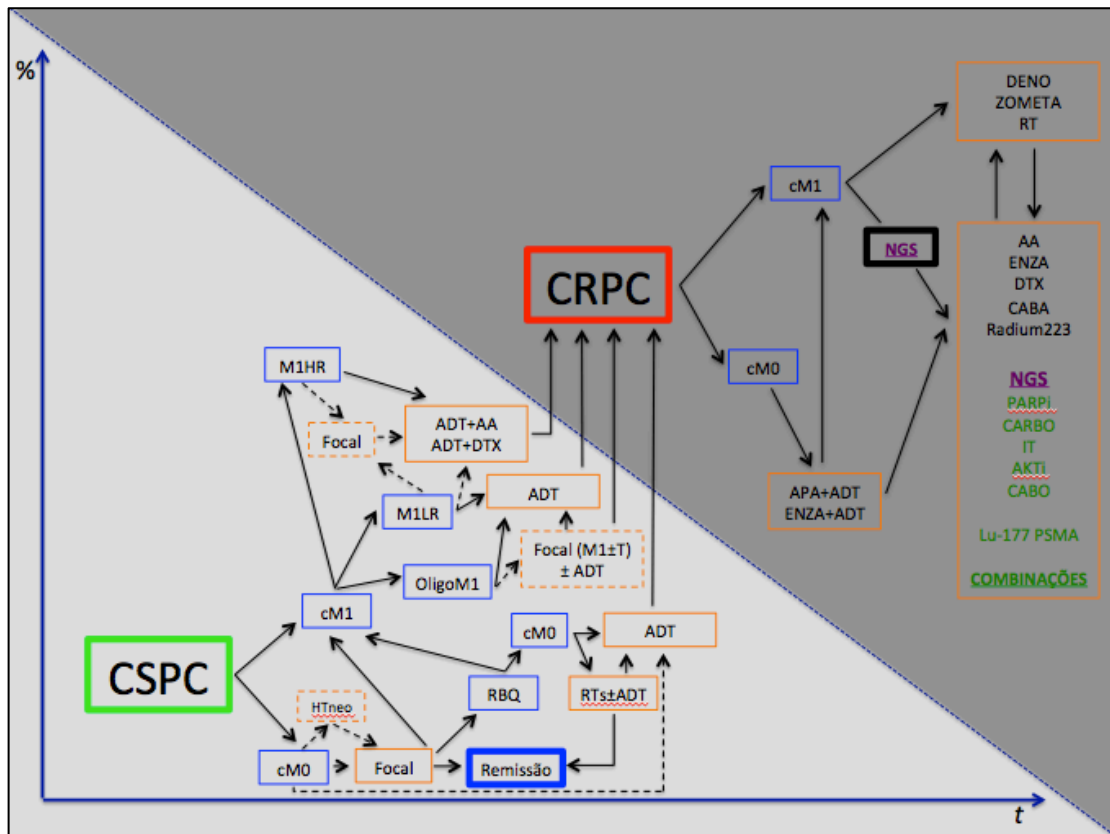 %
DENO
ZOMETA
RT
cM1
NGS
AA
ENZA
DTX
CABA
Radium223
NGS
PARPi
CARBO
IT
AKTi
CABO
Lu-177 PSMA
COMBINAÇÕES
CRPC
cM0
APA+ADT
ENZA+ADT
M1HR
Focal
ADT+AA
ADT+DTX
M1LR
ADT
OligoM1
Focal (M1±T)
± ADT
cM1
cM0
ADT
CSPC
RBQ
RTs±ADT
HTneo
cM0
Focal
Remissão
t